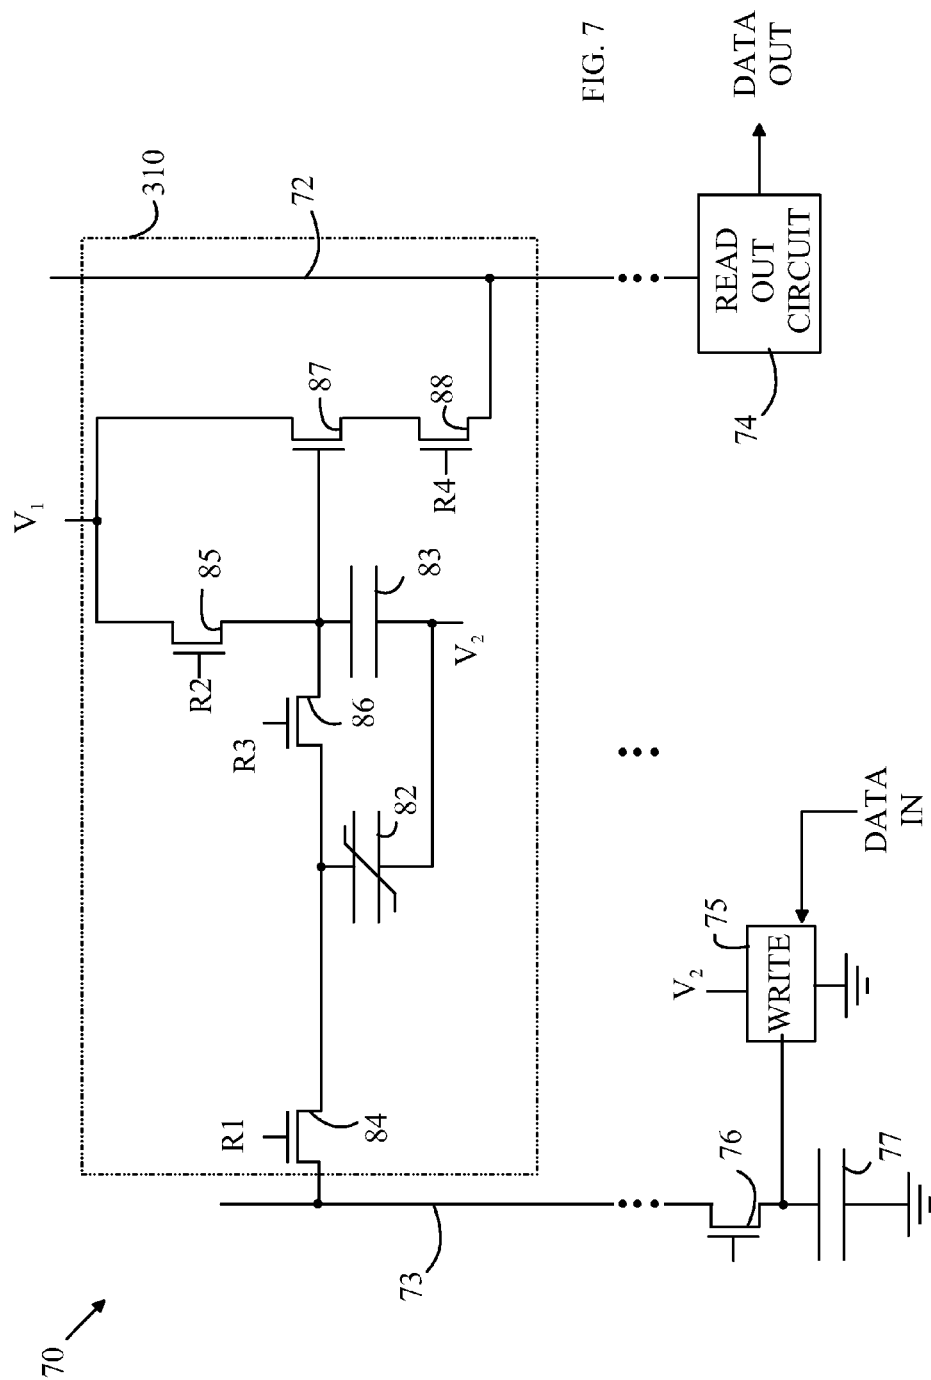 FIG. 7
DATA
OUT
310
72
READ
OUT
CIRCUIT
74
87
88
R4
V1
85
R2
83
V2
86
R3
82
DATA
IN
75
V2
WRITE
R1
84
76
77
73
70